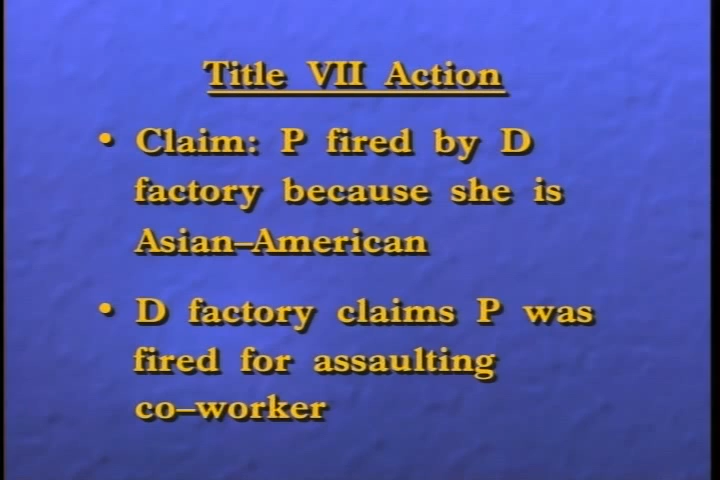 Title VII Action
• Claim: P fired by D
factory because she is
Asian–American
• D factory claims P was
fired for assaulting
co–worker